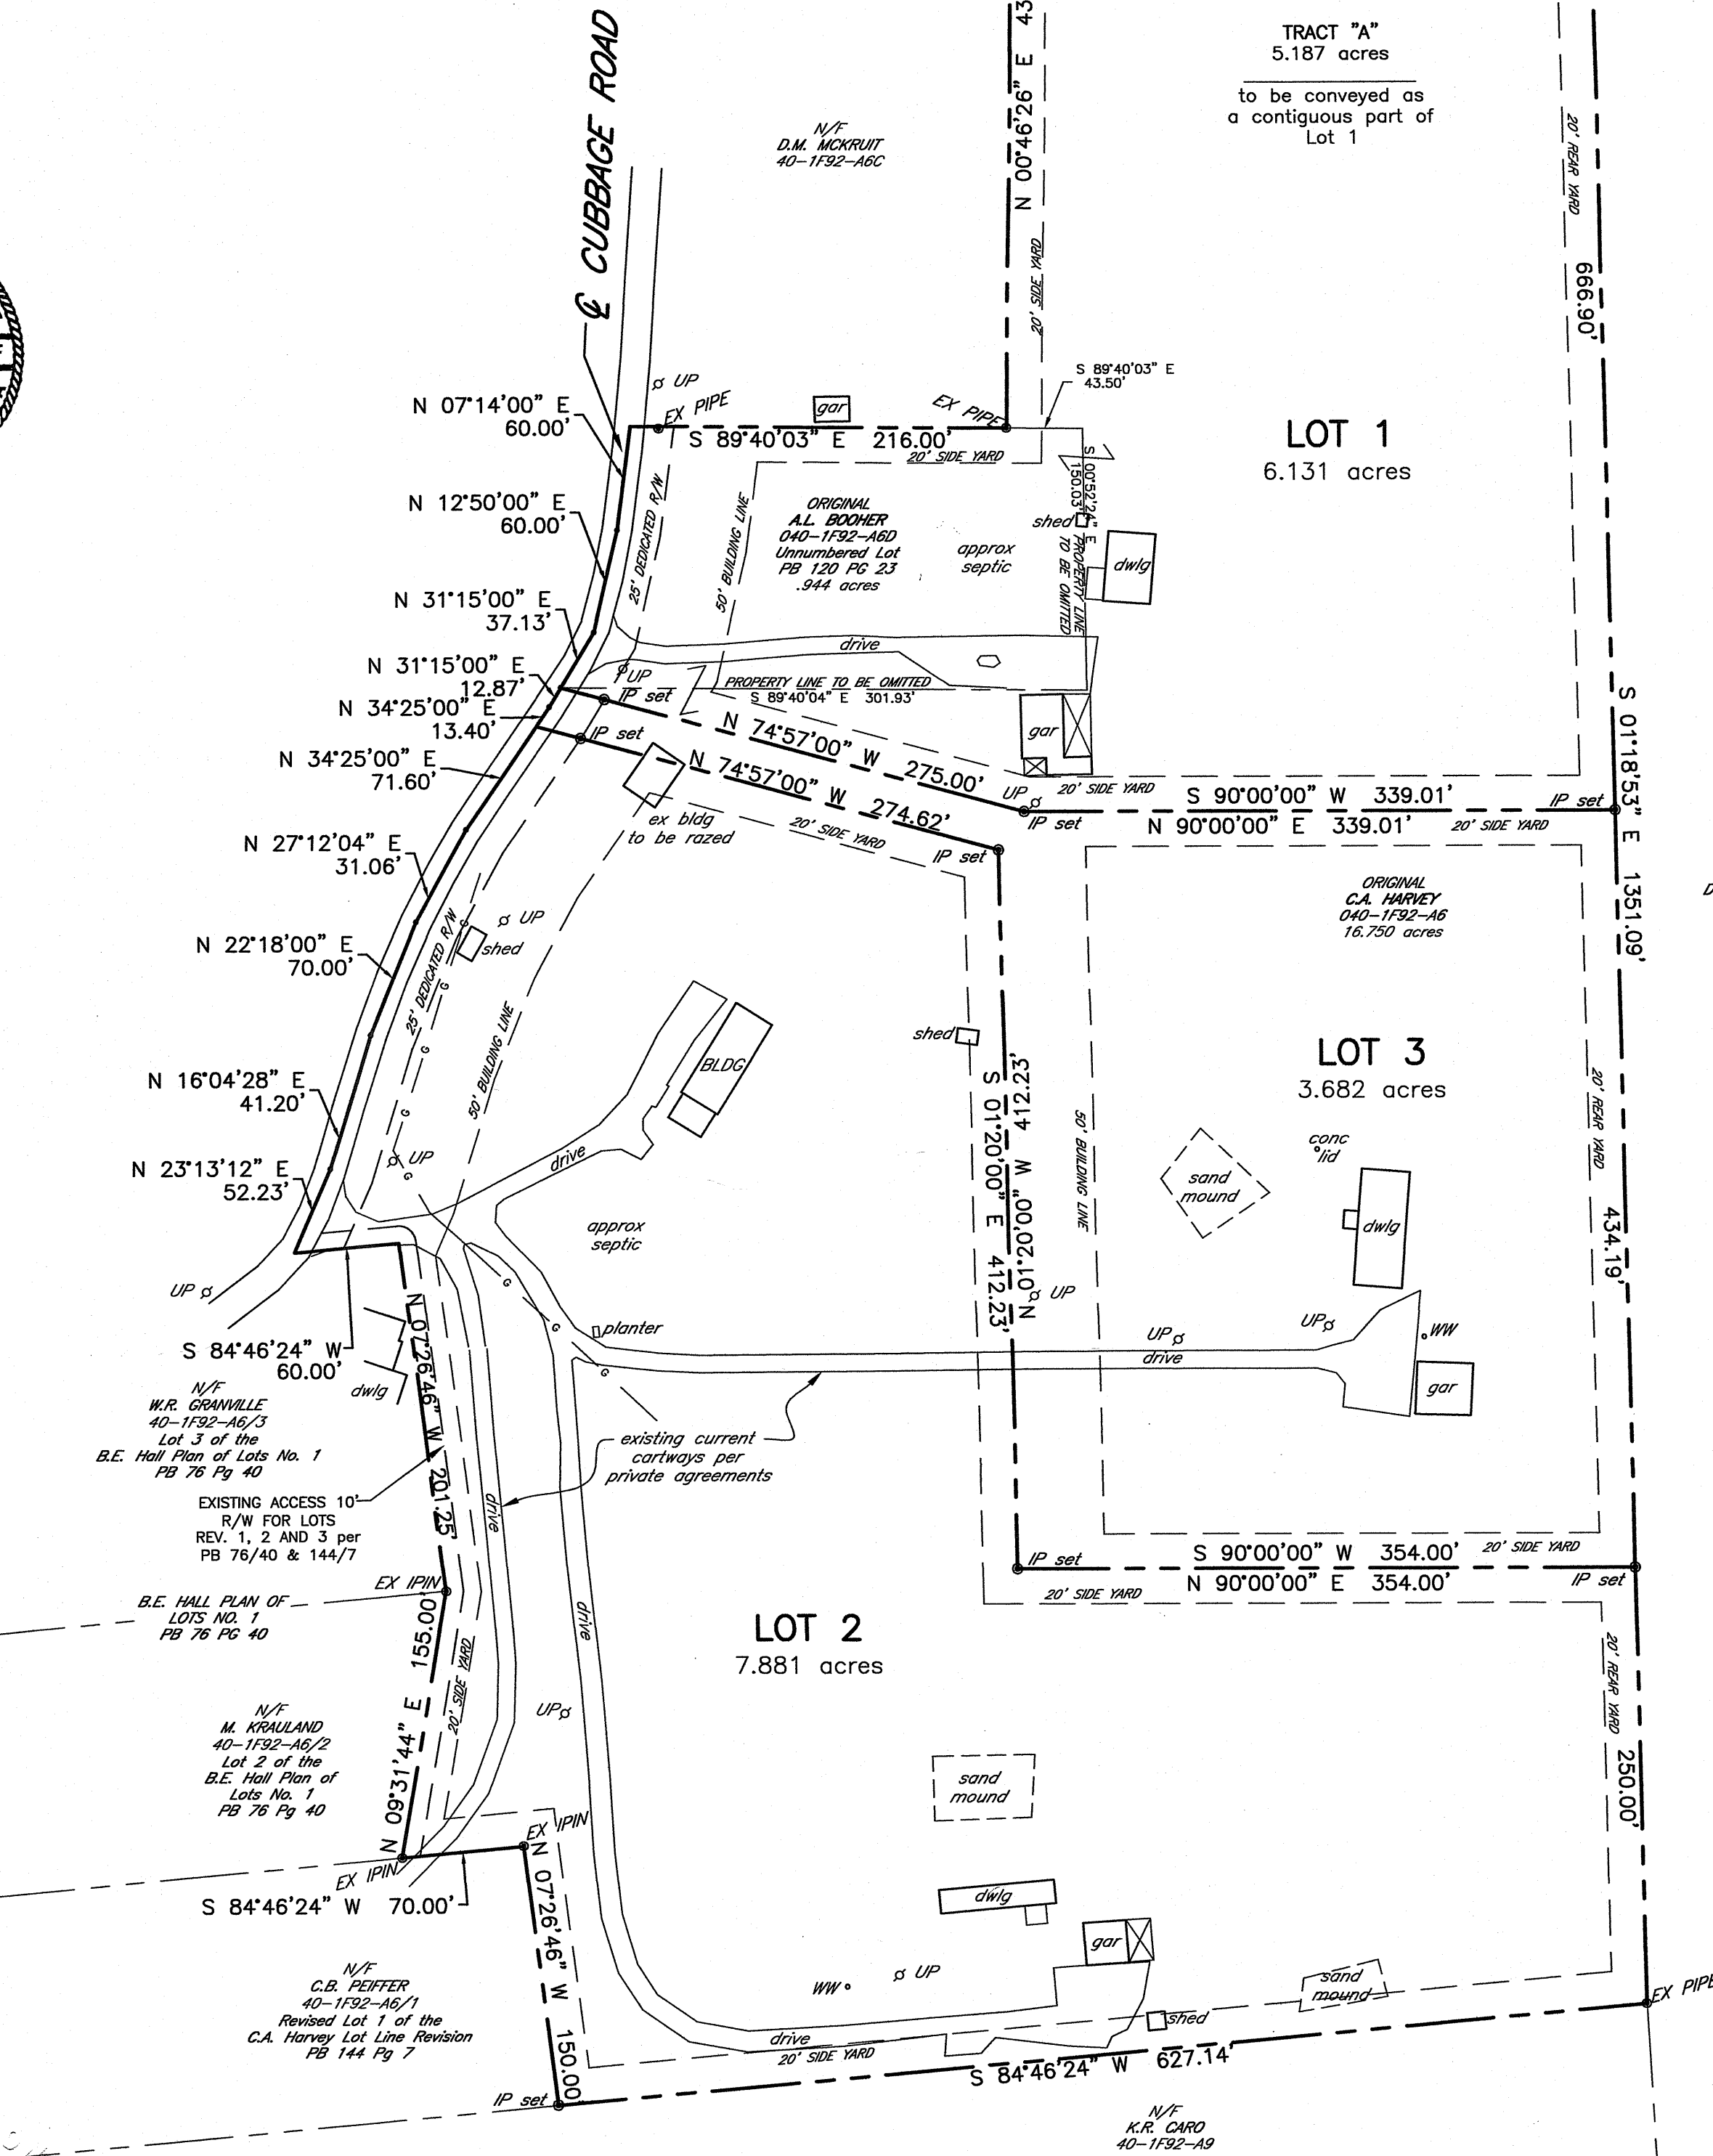 TRACT "A"
5.187 acres
to be conveyed as
a contiguous part of
Lot 1
℄ CUBBAGE ROAD
N/F
D.M. MCKRUIT
40-1F92-A6C
N 00°46'26" E 43
20' SIDE YARD
20' REAR YARD
666.90'
S 89°40'03" E
43.50'
UP
EX PIPE
gar
EX PIPE
S 89°40'03" E 216.00'
20' SIDE YARD
N 07°14'00" E
60.00'
N 12°50'00" E
60.00'
N 31°15'00" E
37.13'
N 31°15'00" E
12.87'
N 34°25'00" E
13.40'
N 34°25'00" E
71.60'
N 27°12'04" E
31.06'
N 22°18'00" E
70.00'
N 16°04'28" E
41.20'
N 23°13'12" E
52.23'
LOT 1
6.131 acres
25' DEDICATED R/W
50' BUILDING LINE
ORIGINAL
A.L. BOOHER
040-1F92-A6D
Unnumbered Lot
PB 120 PG 23
.944 acres
approx
septic
shed
S 00°52'24" E
150.03'
PROPERTY LINE
TO BE OMITTED
dwlg
drive
UP
IP set
PROPERTY LINE TO BE OMITTED
S 89°40'04" E 301.93'
gar
N 74°57'00" W 275.00'
IP set
N 74°57'00" W 274.62'
UP
20' SIDE YARD
S 90°00'00" W 339.01'
IP set
IP set
N 90°00'00" E 339.01'
20' SIDE YARD
S 01°18'53" E 1351.09'
ex bldg
to be razed
20' SIDE YARD
IP set
ORIGINAL
C.A. HARVEY
040-1F92-A6
16.750 acres
UP
shed
25' DEDICATED R/W
G
G
G
G
50' BUILDING LINE
BLDG
shed
S 01°20'00" E 412.23'
N 01°20'00" W 412.23'
50' BUILDING LINE
LOT 3
3.682 acres
20' REAR YARD
434.19'
conc
lid
sand
mound
dwlg
UP
drive
approx
septic
UP
S 84°46'24" W
60.00'
N 07°26'46" W 201.25'
dwlg
G
G
G
planter
UP
UP
UP
WW
drive
gar
N/F
W.R. GRANVILLE
40-1F92-A6/3
Lot 3 of the
B.E. Hall Plan of Lots No. 1
PB 76 Pg 40
existing current
cartways per
private agreements
EXISTING ACCESS 10'
R/W FOR LOTS
REV. 1, 2 AND 3 per
PB 76/40 & 144/7
drive
EX IPIN
B.E. HALL PLAN OF
LOTS NO. 1
PB 76 PG 40
IP set
S 90°00'00" W 354.00'
20' SIDE YARD
N 90°00'00" E 354.00'
IP set
20' SIDE YARD
LOT 2
7.881 acres
drive
N 09°31'44" E 155.00'
20' SIDE YARD
20' REAR YARD
250.00'
N/F
M. KRAULAND
40-1F92-A6/2
Lot 2 of the
B.E. Hall Plan of
Lots No. 1
PB 76 Pg 40
UP
sand
mound
EX IPIN
EX IPIN
S 84°46'24" W 70.00'
N 07°26'46" W 150.00'
dwlg
gar
N/F
C.B. PEIFFER
40-1F92-A6/1
Revised Lot 1 of the
C.A. Harvey Lot Line Revision
PB 144 Pg 7
WW
UP
sand
mound
EX PIPE
shed
drive
20' SIDE YARD
S 84°46'24" W 627.14'
IP set
N/F
K.R. CARO
40-1F92-A9